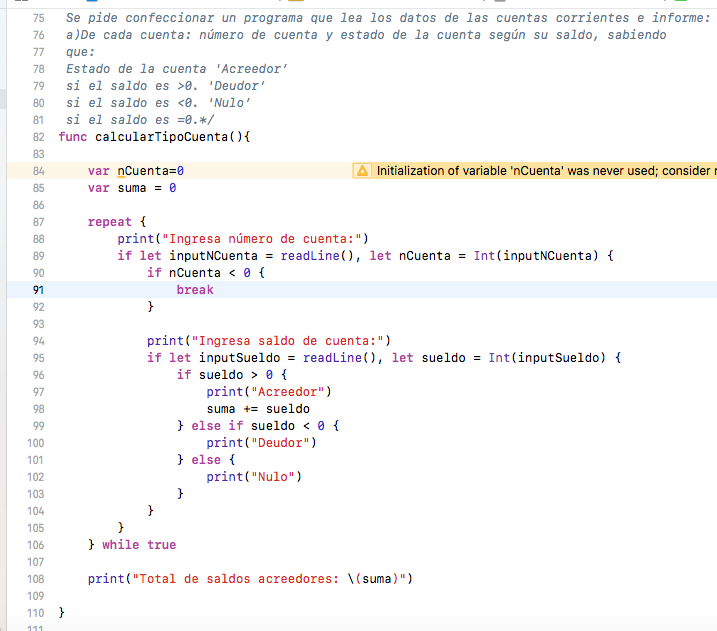 75 Se pide confeccionar un programa que lea los datos de las cuentas corrientes e informe:
76 a)De cada cuenta: número de cuenta y estado de la cuenta según su saldo, sabiendo
77 que:
78 Estado de la cuenta 'Acreedor’
79 si el saldo es >0. 'Deudor’
80 si el saldo es <0. 'Nulo’
81 si el saldo es =0.*/
82 func calcularTipoCuenta(){
83
84 var nCuenta=0 Initialization of variable 'nCuenta' was never used; consider
85 var suma = 0
86
87 repeat {
88 print("Ingresa número de cuenta:")
89 if let inputNCuenta = readLine(), let nCuenta = Int(inputNCuenta) {
90 if nCuenta < 0 {
91 break
92 }
93
94 print("Ingresa saldo de cuenta:")
95 if let inputSueldo = readLine(), let sueldo = Int(inputSueldo) {
96 if sueldo > 0 {
97 print("Acreedor")
98 suma += sueldo
99 } else if sueldo < 0 {
100 print("Deudor")
101 } else {
102 print("Nulo")
103 }
104 }
105 }
106 } while true
107
108 print("Total de saldos acreedores: \(suma)")
109
110 }
111